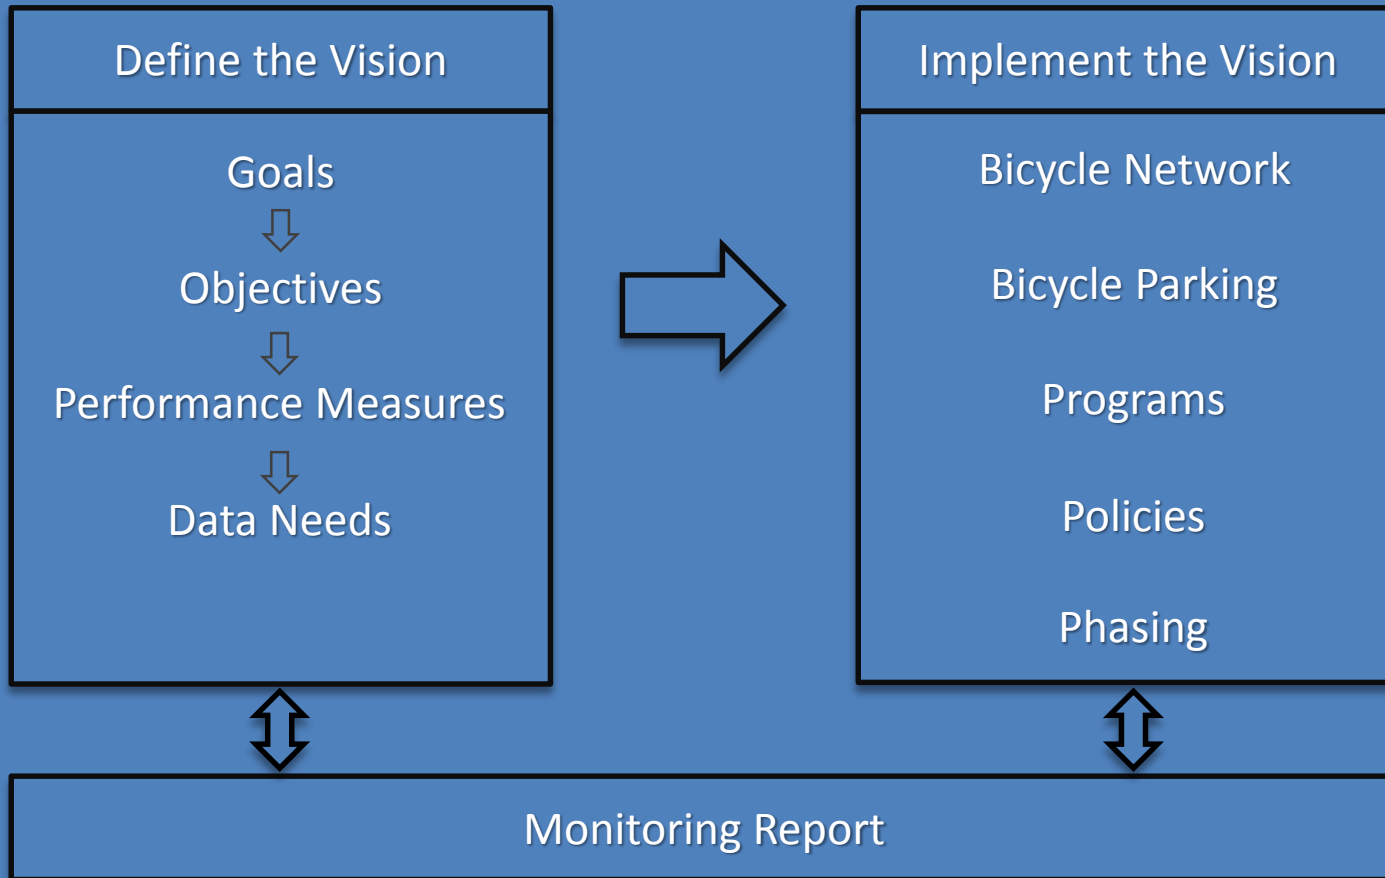 Define the Vision
Goals
Objectives
Performance Measures
Data Needs
Implement the Vision
Bicycle Network
Bicycle Parking
Programs
Policies
Phasing
Monitoring Report